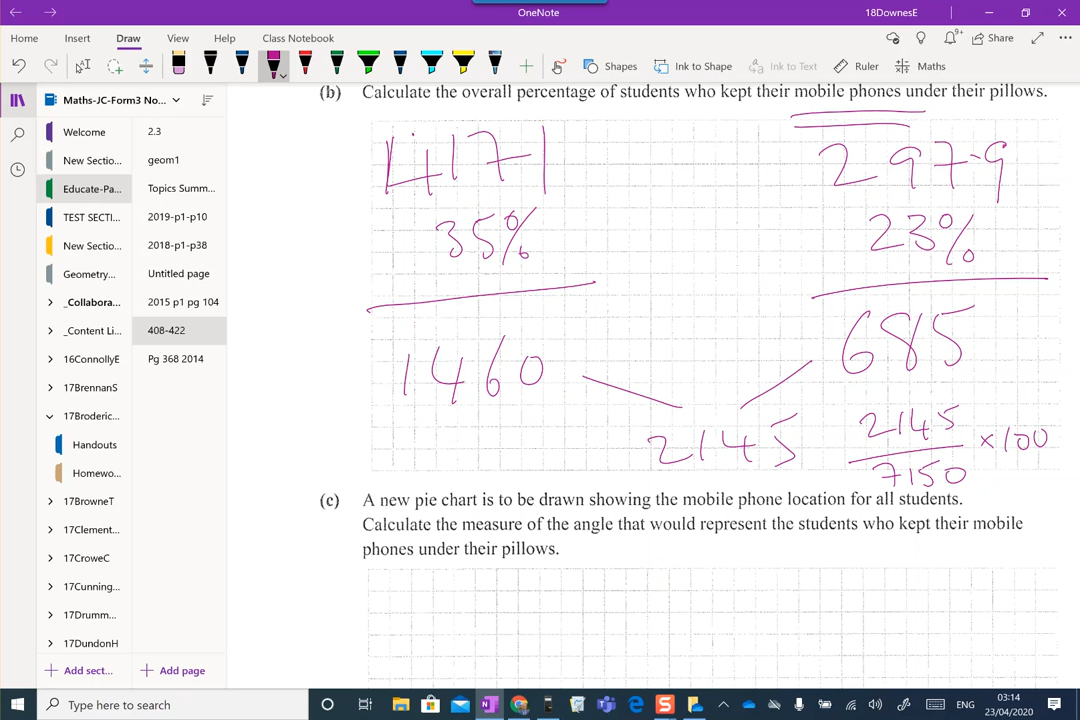 OneNote
18DownesE
Home Insert Draw View Help Class Notebook
9+
Share
Shapes
Ink to Shape
Ink to Text
Ruler
Maths
Maths-JC-Form3 No...
Welcome
New Sectio...
Educate-Pa...
TEST SECTI...
New Sectio...
Geometry...
_Collabora...
_Content Li...
16ConnollyE
17BrennanS
17Broderic...
Handouts
Homewo...
17BrowneT
17Clement...
17CroweC
17Cunning...
17Drumm...
17DundonH
Add sect...
2.3
geom1
Topics Summ...
2019-p1-p10
2018-p1-p38
Untitled page
2015 p1 pg 104
408-422
Pg 368 2014
Add page
(b) Calculate the overall percentage of students who kept their mobile phones under their pillows.
4171
2979
35%
23%
1460
685
2145
2145
7150
×100
(c) A new pie chart is to be drawn showing the mobile phone location for all students.
Calculate the measure of the angle that would represent the students who kept their mobile
phones under their pillows.
Type here to search
ENG
03:14
23/04/2020